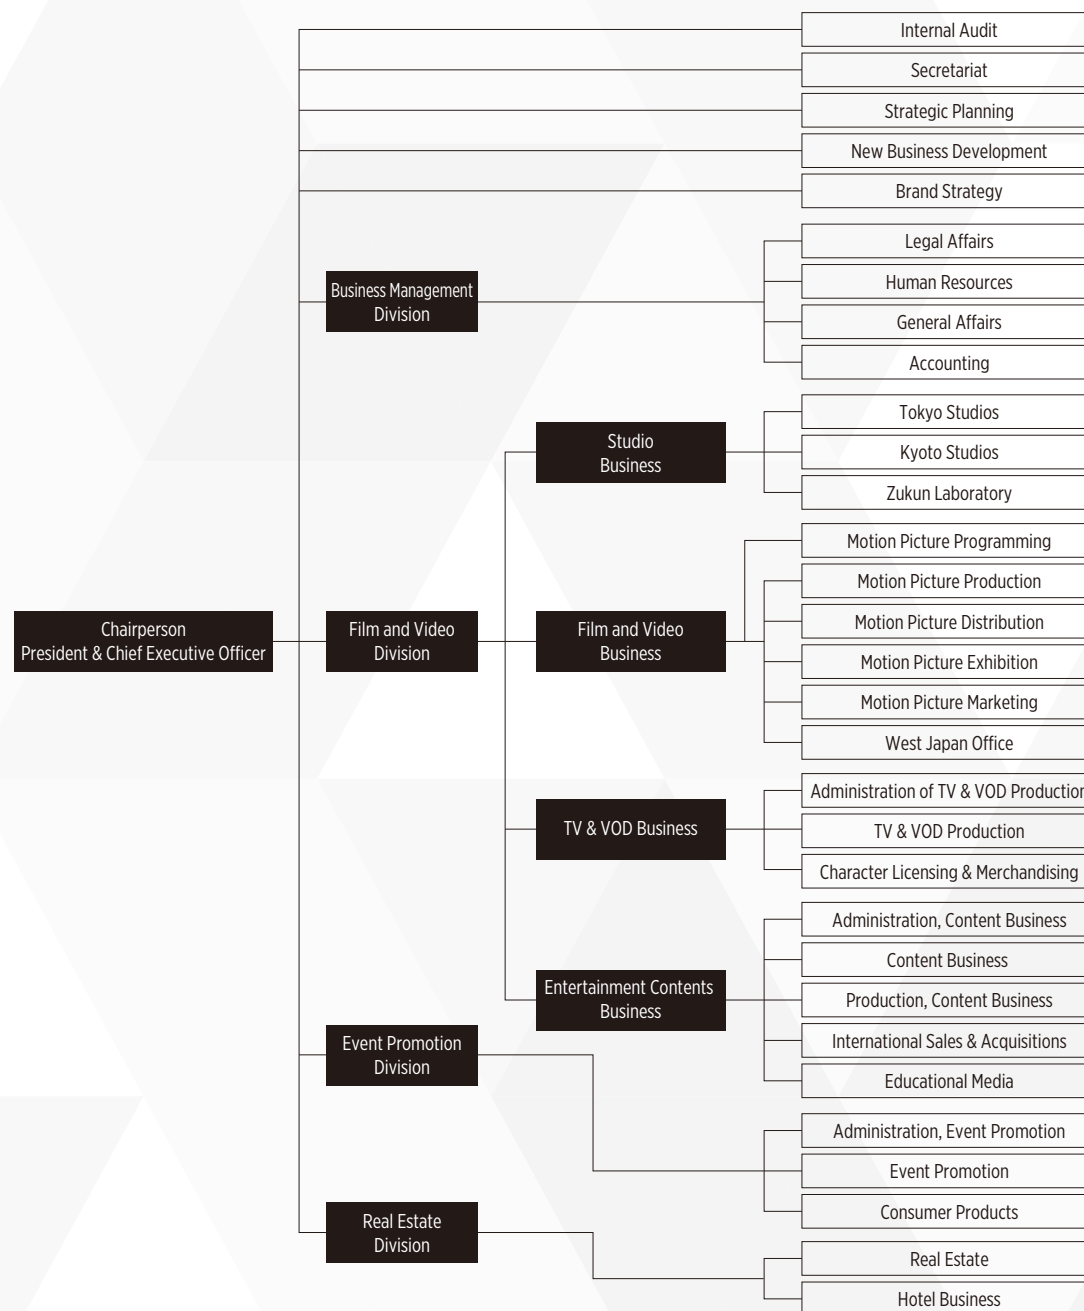 Internal Audit
Secretariat
Strategic Planning
New Business Development
Brand Strategy
Legal Affairs
Business Management
Division
Human Resources
General Affairs
Accounting
Studio
Business
Tokyo Studios
Kyoto Studios
Zukun Laboratory
Chairperson
President & Chief Executive Officer
Film and Video
Division
Film and Video
Business
Motion Picture Programming
Motion Picture Production
Motion Picture Distribution
Motion Picture Exhibition
Motion Picture Marketing
West Japan Office
TV & VOD Business
Administration of TV & VOD Production
TV & VOD Production
Character Licensing & Merchandising
Entertainment Contents
Business
Administration, Content Business
Content Business
Production, Content Business
International Sales & Acquisitions
Educational Media
Event Promotion
Division
Administration, Event Promotion
Event Promotion
Consumer Products
Real Estate
Division
Real Estate
Hotel Business